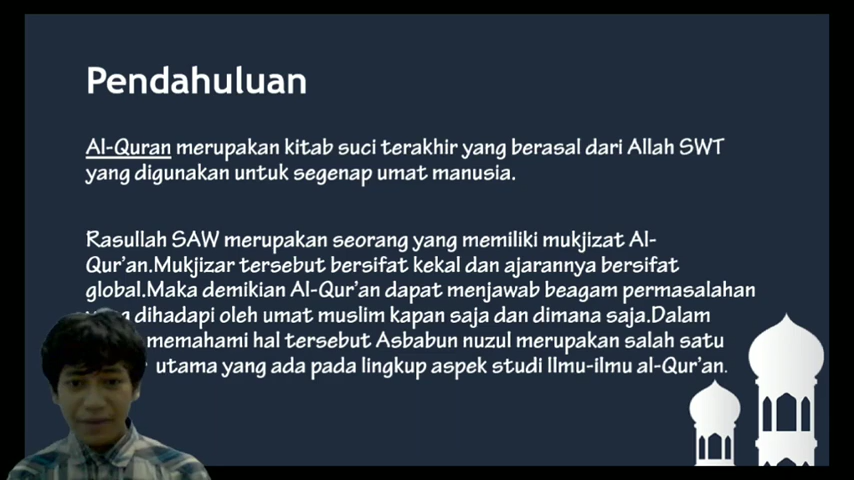 Pendahuluan
Al-Quran merupakan kitab suci terakhir yang berasal dari Allah SWT
yang digunakan untuk segenap umat manusia.
Rasullah SAW merupakan seorang yang memiliki mukjizat Al-
Qur'an.Mukjizar tersebut bersifat kekal dan ajarannya bersifat
global.Maka demikian Al-Qur'an dapat menjawab beagam permasalahan
dihadapi oleh umat muslim kapan saja dan dimana saja.Dalam
memahami hal tersebut Asbabun nuzul merupakan salah satu
utama yang ada pada lingkup aspek studi Ilmu-ilmu al-Qur'an.